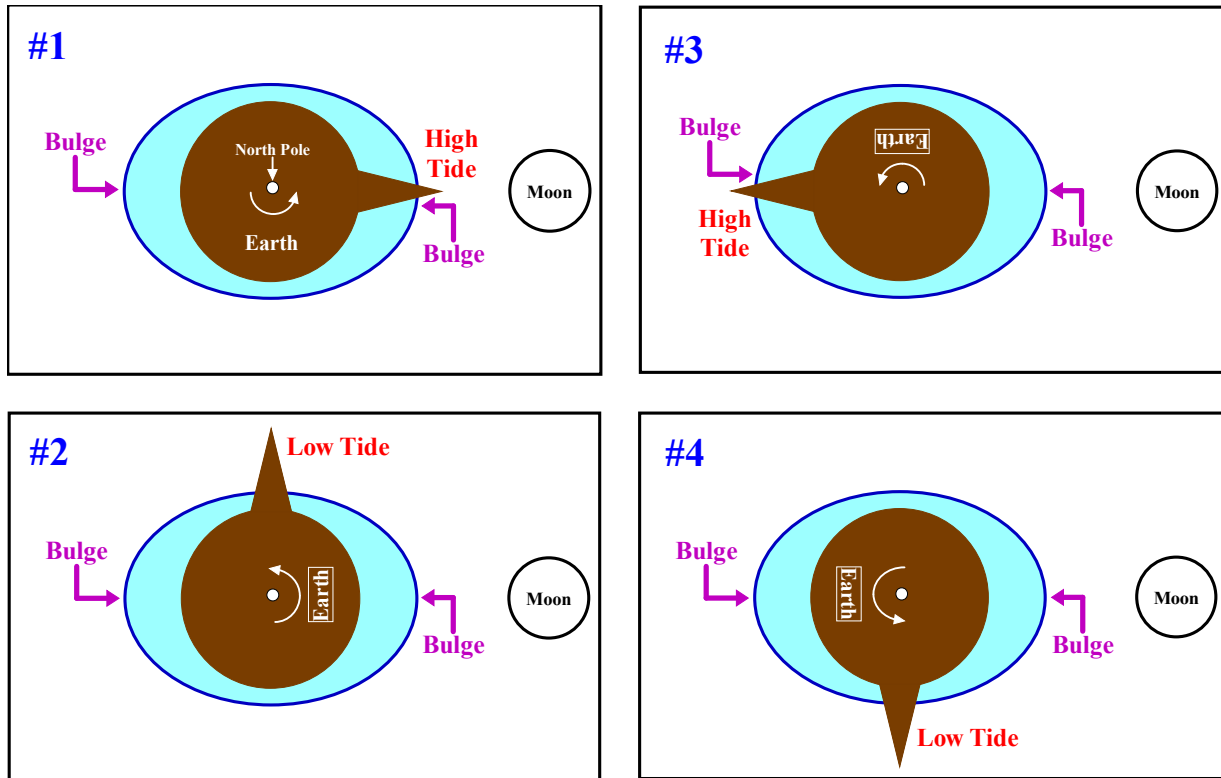 #1
Bulge
North Pole
Earth
High
Tide
Bulge
Moon
#2
Low Tide
Bulge
Earth
Bulge
Moon
#3
Bulge
Earth
High
Tide
Bulge
Moon
#4
Bulge
Earth
Bulge
Moon
Low Tide